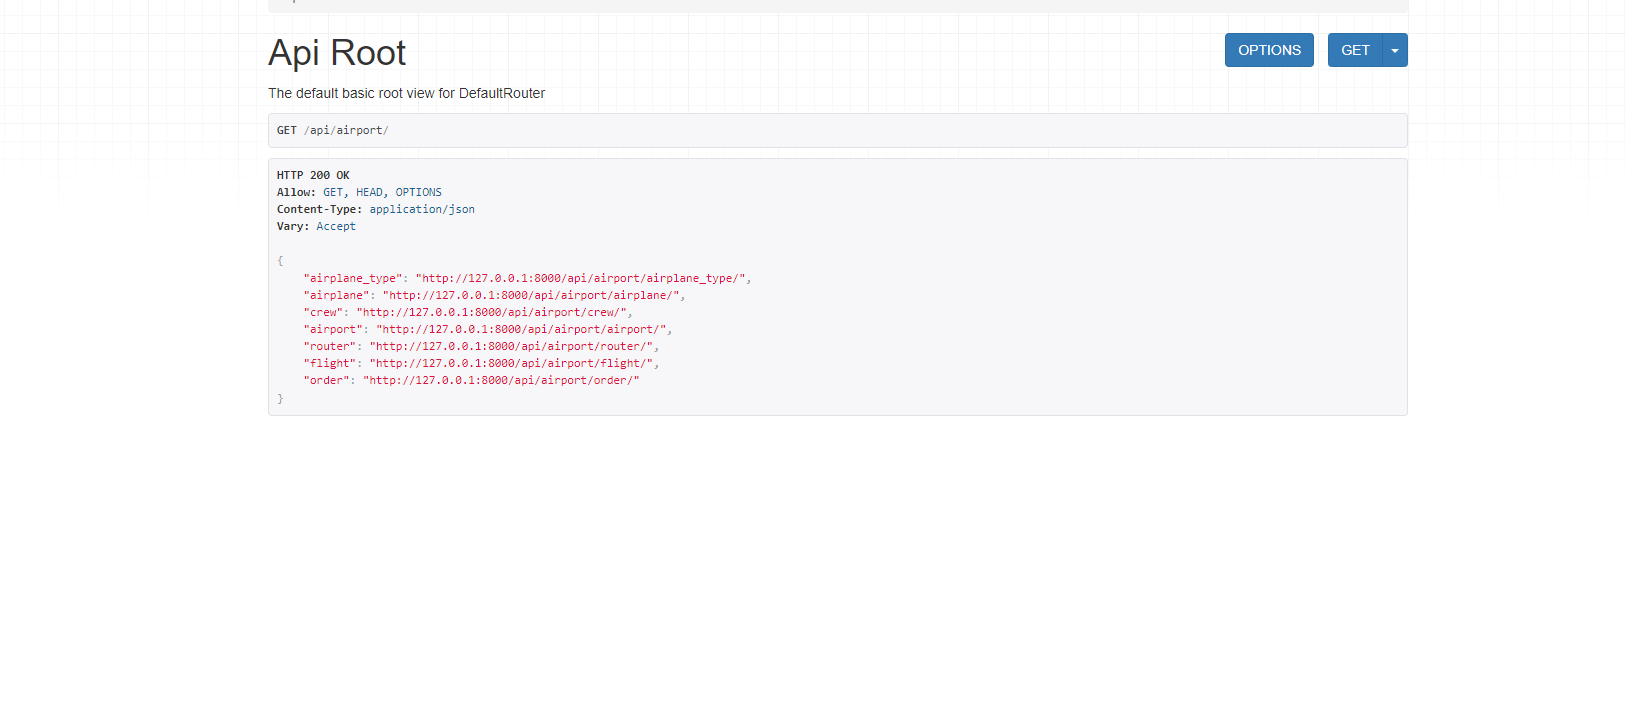 Api Root
OPTIONS
GET
The default basic root view for DefaultRouter
GET /api/airport/
HTTP 200 OK
Allow: GET, HEAD, OPTIONS
Content-Type: application/json
Vary: Accept
{
    "airplane_type": "http://127.0.0.1:8000/api/airport/airplane_type/",
    "airplane": "http://127.0.0.1:8000/api/airport/airplane/",
    "crew": "http://127.0.0.1:8000/api/airport/crew/",
    "airport": "http://127.0.0.1:8000/api/airport/airport/",
    "router": "http://127.0.0.1:8000/api/airport/router/",
    "flight": "http://127.0.0.1:8000/api/airport/flight/",
    "order": "http://127.0.0.1:8000/api/airport/order/"
}